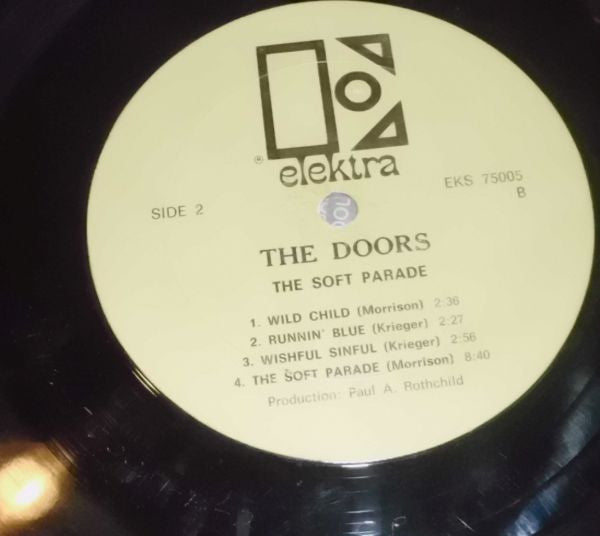 ® elektra
SIDE 2
EKS 75005
B
THE DOORS
THE SOFT PARADE
1. WILD CHILD (Morrison) 2:36
2. RUNNIN' BLUE (Krieger) 2:27
3. WISHFUL SINFUL (Krieger) 2:56
4. THE SOFT PARADE (Morrison) 8:40
Production: Paul A. Rothchild